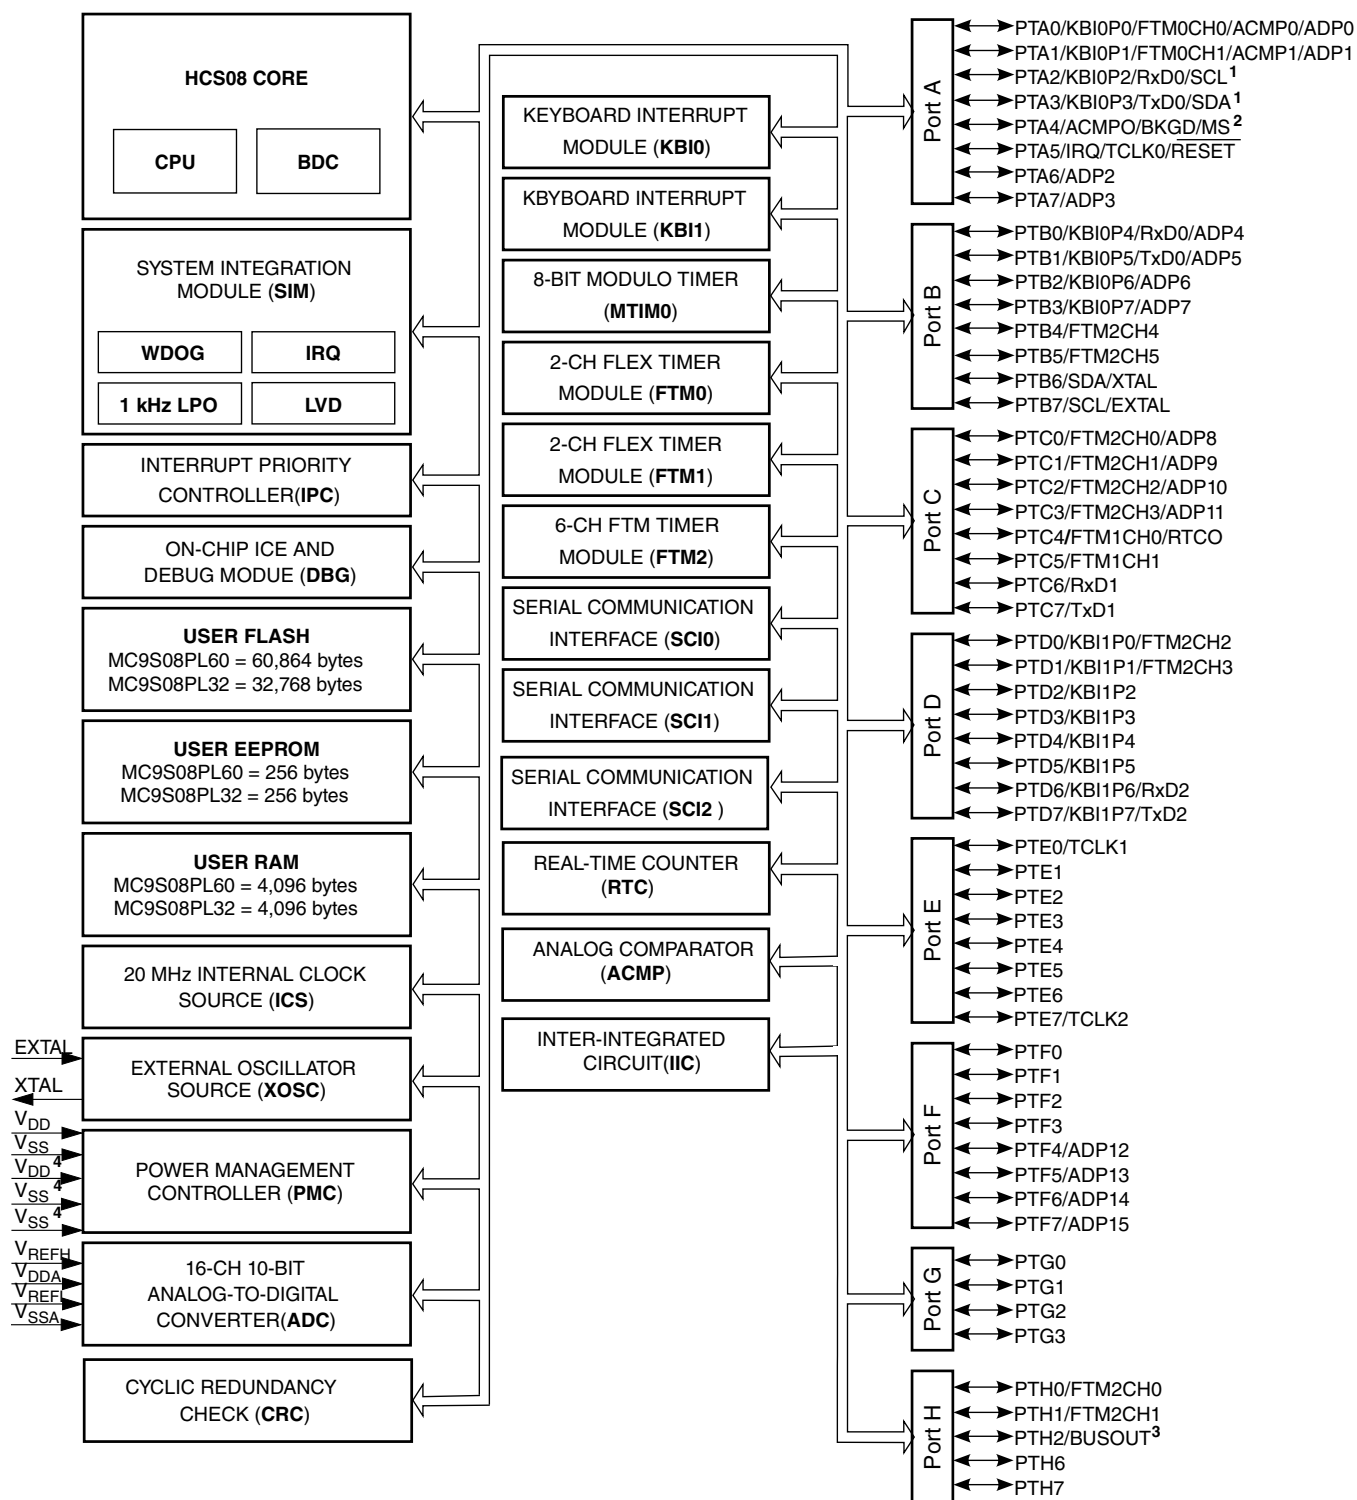 HCS08 CORE
CPU
BDC
SYSTEM INTEGRATION
MODULE (SIM)
WDOG
IRQ
1 kHz LPO
LVD
INTERRUPT PRIORITY
CONTROLLER(IPC)
ON-CHIP ICE AND
DEBUG MODUE (DBG)
USER FLASH
MC9S08PL60 = 60,864 bytes
MC9S08PL32 = 32,768 bytes
USER EEPROM
MC9S08PL60 = 256 bytes
MC9S08PL32 = 256 bytes
USER RAM
MC9S08PL60 = 4,096 bytes
MC9S08PL32 = 4,096 bytes
20 MHz INTERNAL CLOCK
SOURCE (ICS)
EXTAL
XTAL
EXTERNAL OSCILLATOR
SOURCE (XOSC)
VDD
VSS
VDD 4
VSS 4
VSS 4
POWER MANAGEMENT
CONTROLLER (PMC)
VREFH
VDDA
VREFL
VSSA
16-CH 10-BIT
ANALOG-TO-DIGITAL
CONVERTER(ADC)
CYCLIC REDUNDANCY
CHECK (CRC)
KEYBOARD INTERRUPT
MODULE (KBI0)
KBYBOARD INTERRUPT
MODULE (KBI1)
8-BIT MODULO TIMER
(MTIM0)
2-CH FLEX TIMER
MODULE (FTM0)
2-CH FLEX TIMER
MODULE (FTM1)
6-CH FTM TIMER
MODULE (FTM2)
SERIAL COMMUNICATION
INTERFACE (SCI0)
SERIAL COMMUNICATION
INTERFACE (SCI1)
SERIAL COMMUNICATION
INTERFACE (SCI2 )
REAL-TIME COUNTER
(RTC)
ANALOG COMPARATOR
(ACMP)
INTER-INTEGRATED
CIRCUIT(IIC)
Port A
PTA0/KBI0P0/FTM0CH0/ACMP0/ADP0
PTA1/KBI0P1/FTM0CH1/ACMP1/ADP1
PTA2/KBI0P2/RxD0/SCL1
PTA3/KBI0P3/TxD0/SDA1
PTA4/ACMPO/BKGD/MS2
PTA5/IRQ/TCLK0/RESET
PTA6/ADP2
PTA7/ADP3
Port B
PTB0/KBI0P4/RxD0/ADP4
PTB1/KBI0P5/TxD0/ADP5
PTB2/KBI0P6/ADP6
PTB3/KBI0P7/ADP7
PTB4/FTM2CH4
PTB5/FTM2CH5
PTB6/SDA/XTAL
PTB7/SCL/EXTAL
Port C
PTC0/FTM2CH0/ADP8
PTC1/FTM2CH1/ADP9
PTC2/FTM2CH2/ADP10
PTC3/FTM2CH3/ADP11
PTC4/FTM1CH0/RTCO
PTC5/FTM1CH1
PTC6/RxD1
PTC7/TxD1
Port D
PTD0/KBI1P0/FTM2CH2
PTD1/KBI1P1/FTM2CH3
PTD2/KBI1P2
PTD3/KBI1P3
PTD4/KBI1P4
PTD5/KBI1P5
PTD6/KBI1P6/RxD2
PTD7/KBI1P7/TxD2
Port E
PTE0/TCLK1
PTE1
PTE2
PTE3
PTE4
PTE5
PTE6
PTE7/TCLK2
Port F
PTF0
PTF1
PTF2
PTF3
PTF4/ADP12
PTF5/ADP13
PTF6/ADP14
PTF7/ADP15
Port G
PTG0
PTG1
PTG2
PTG3
Port H
PTH0/FTM2CH0
PTH1/FTM2CH1
PTH2/BUSOUT3
PTH6
PTH7